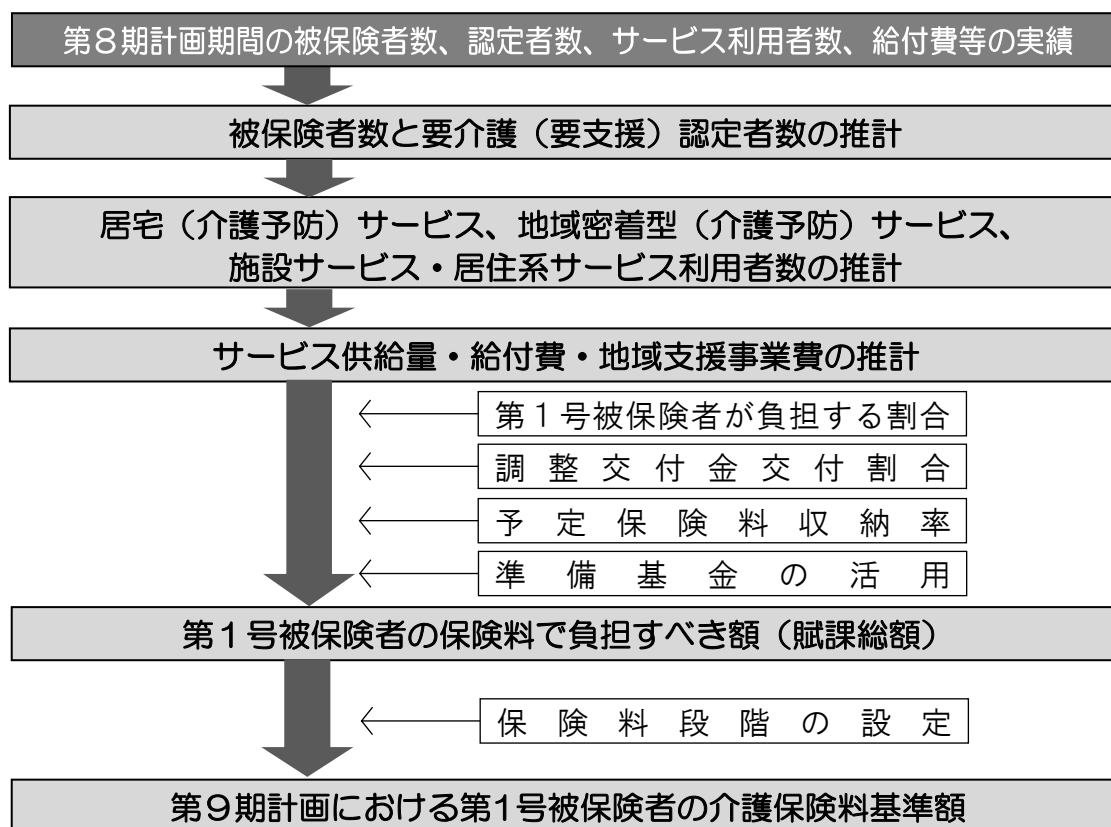 第８期計画期間の被保険者数、認定者数、サービス利用者数、給付費等の実績
被保険者数と要介護（要支援）認定者数の推計
居宅（介護予防）サービス、地域密着型（介護予防）サービス、
施設サービス・居住系サービス利用者数の推計
サービス供給量・給付費・地域支援事業費の推計
第１号被保険者が負担する割合
調整交付金交付割合
予定保険料収納率
準備基金の活用
第１号被保険者の保険料で負担すべき額（賦課総額）
保険料段階の設定
第９期計画における第1号被保険者の介護保険料基準額